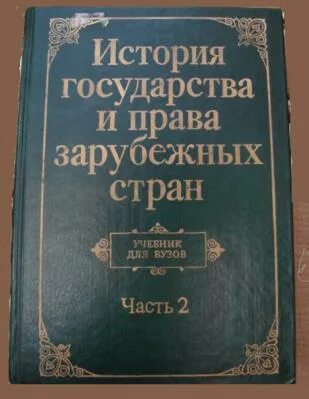 История
государства
и права
зарубежных
стран
УЧЕБНИК
ДЛЯ ВУЗОВ
Часть 2